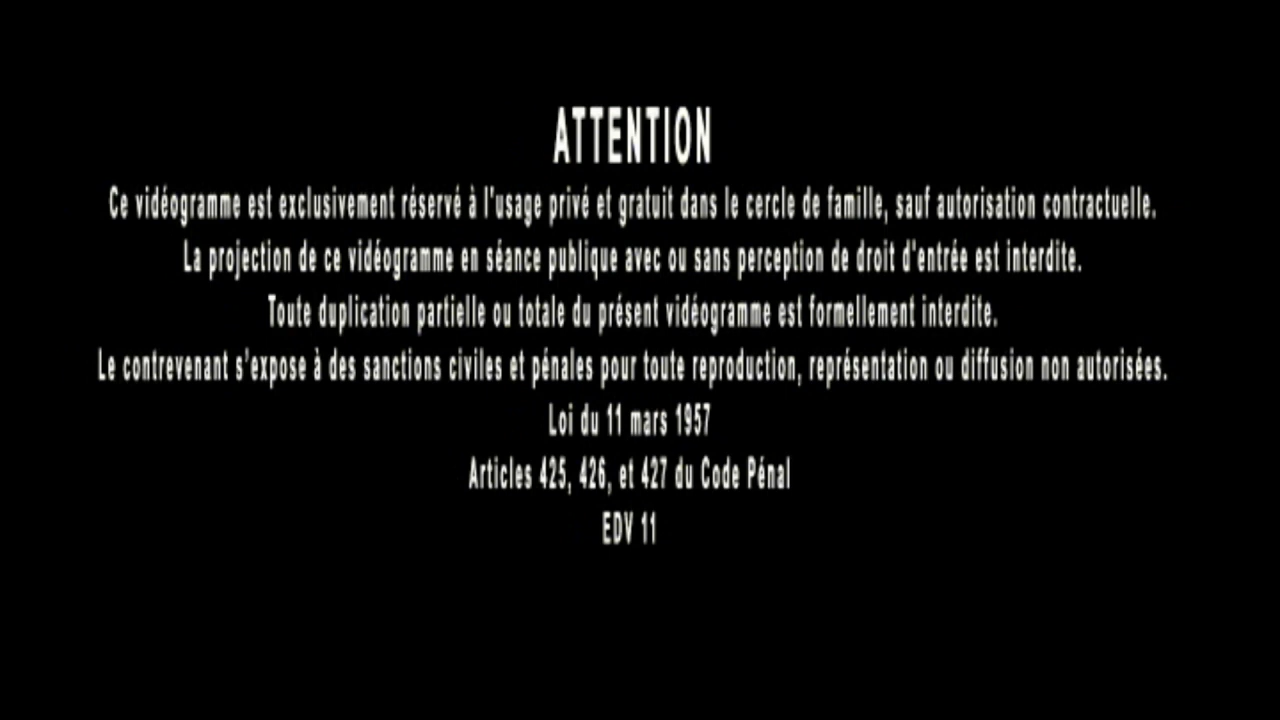 ATTENTION
Ce vidéogramme est exclusivement réservé à l'usage privé et gratuit dans le cercle de famille, sauf autorisation contractuelle.
La projection de ce vidéogramme en séance publique avec ou sans perception de droit d'entrée est interdite.
Toute duplication partielle ou totale du présent vidéogramme est formellement interdite.
Le contrevenant s'expose à des sanctions civiles et pénales pour toute reproduction, représentation ou diffusion non autorisées.
Loi du 11 mars 1957
Articles 425, 426, et 427 du Code Pénal
EDV 11